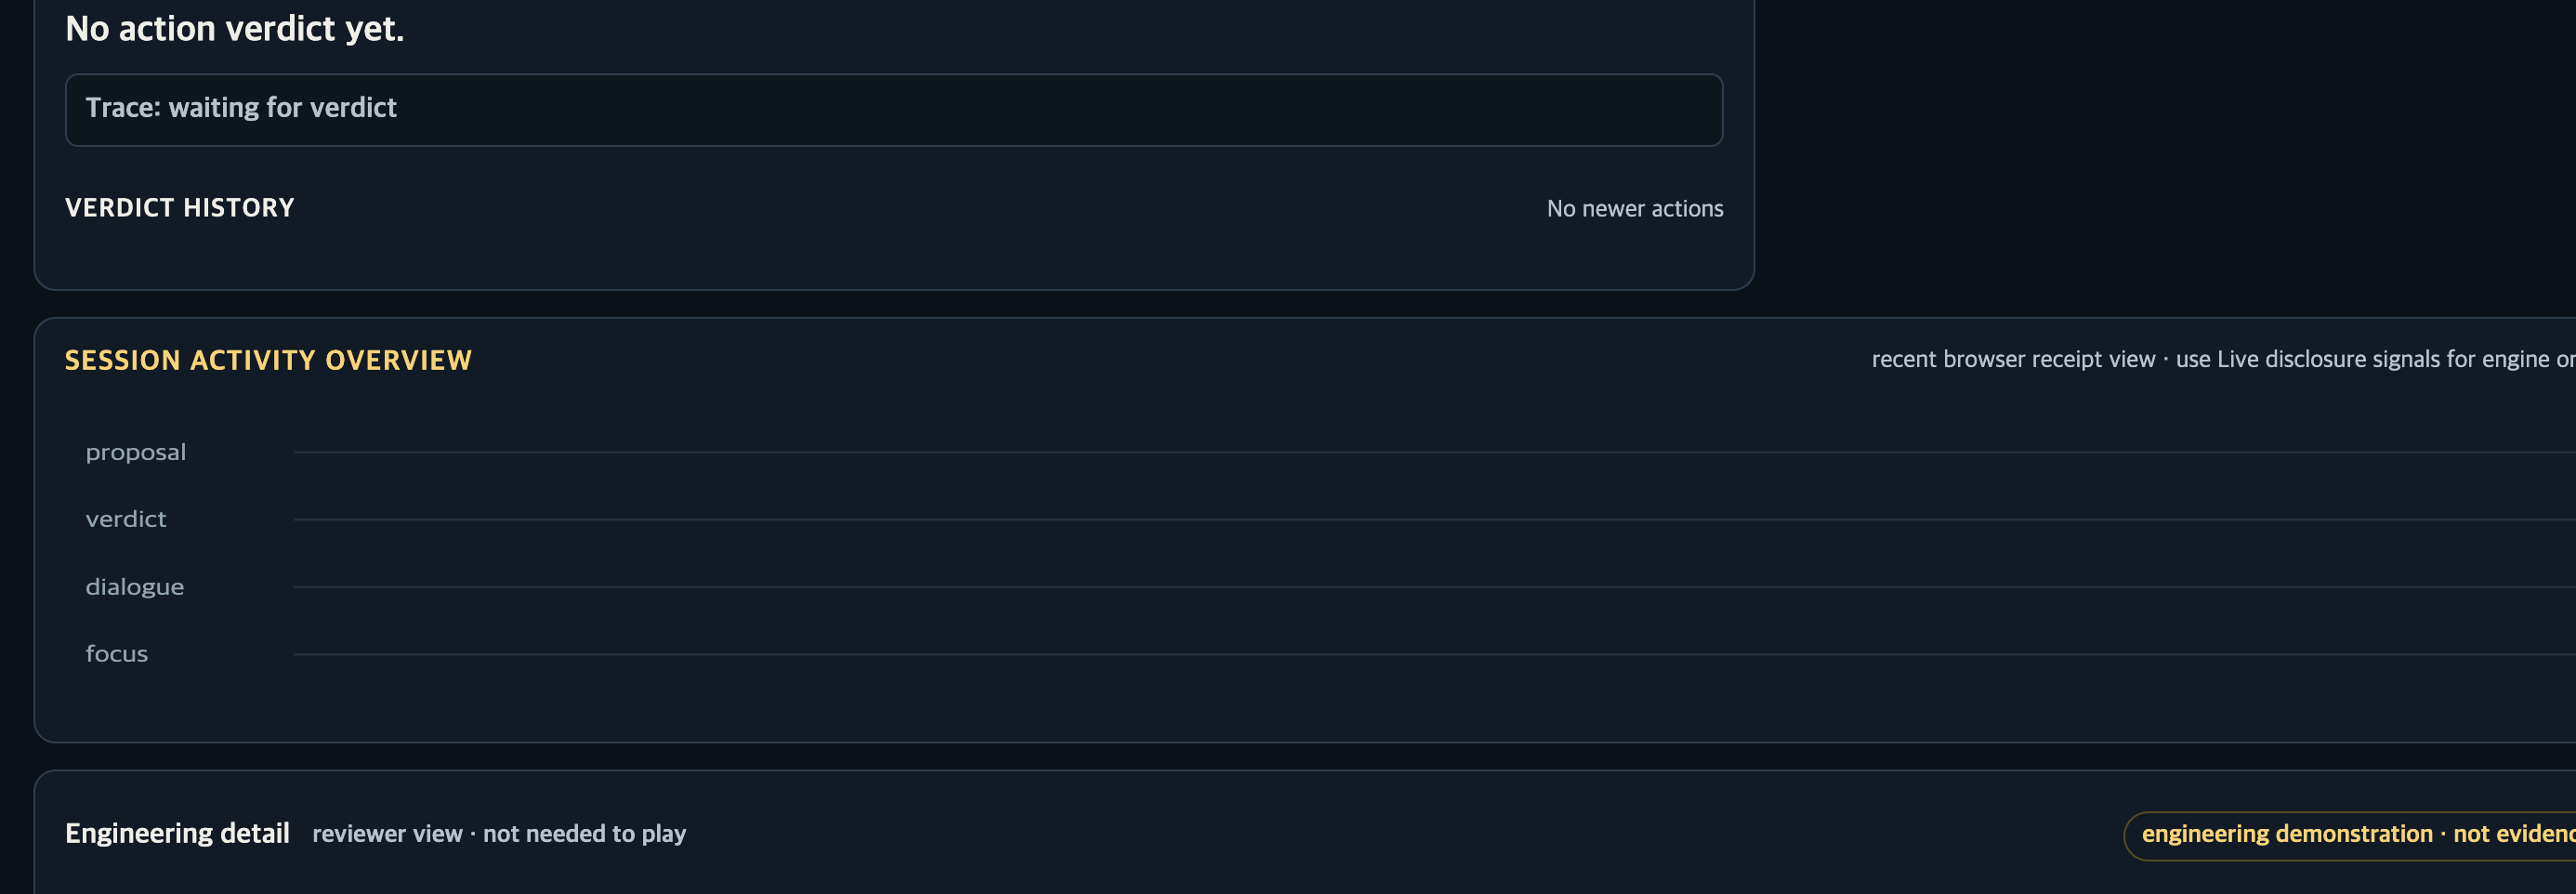 No action verdict yet.
Trace: waiting for verdict
VERDICT HISTORY
No newer actions
SESSION ACTIVITY OVERVIEW
recent browser receipt view · use Live disclosure signals for engine
proposal
verdict
dialogue
focus
Engineering detail reviewer view · not needed to play
engineering demonstration · not